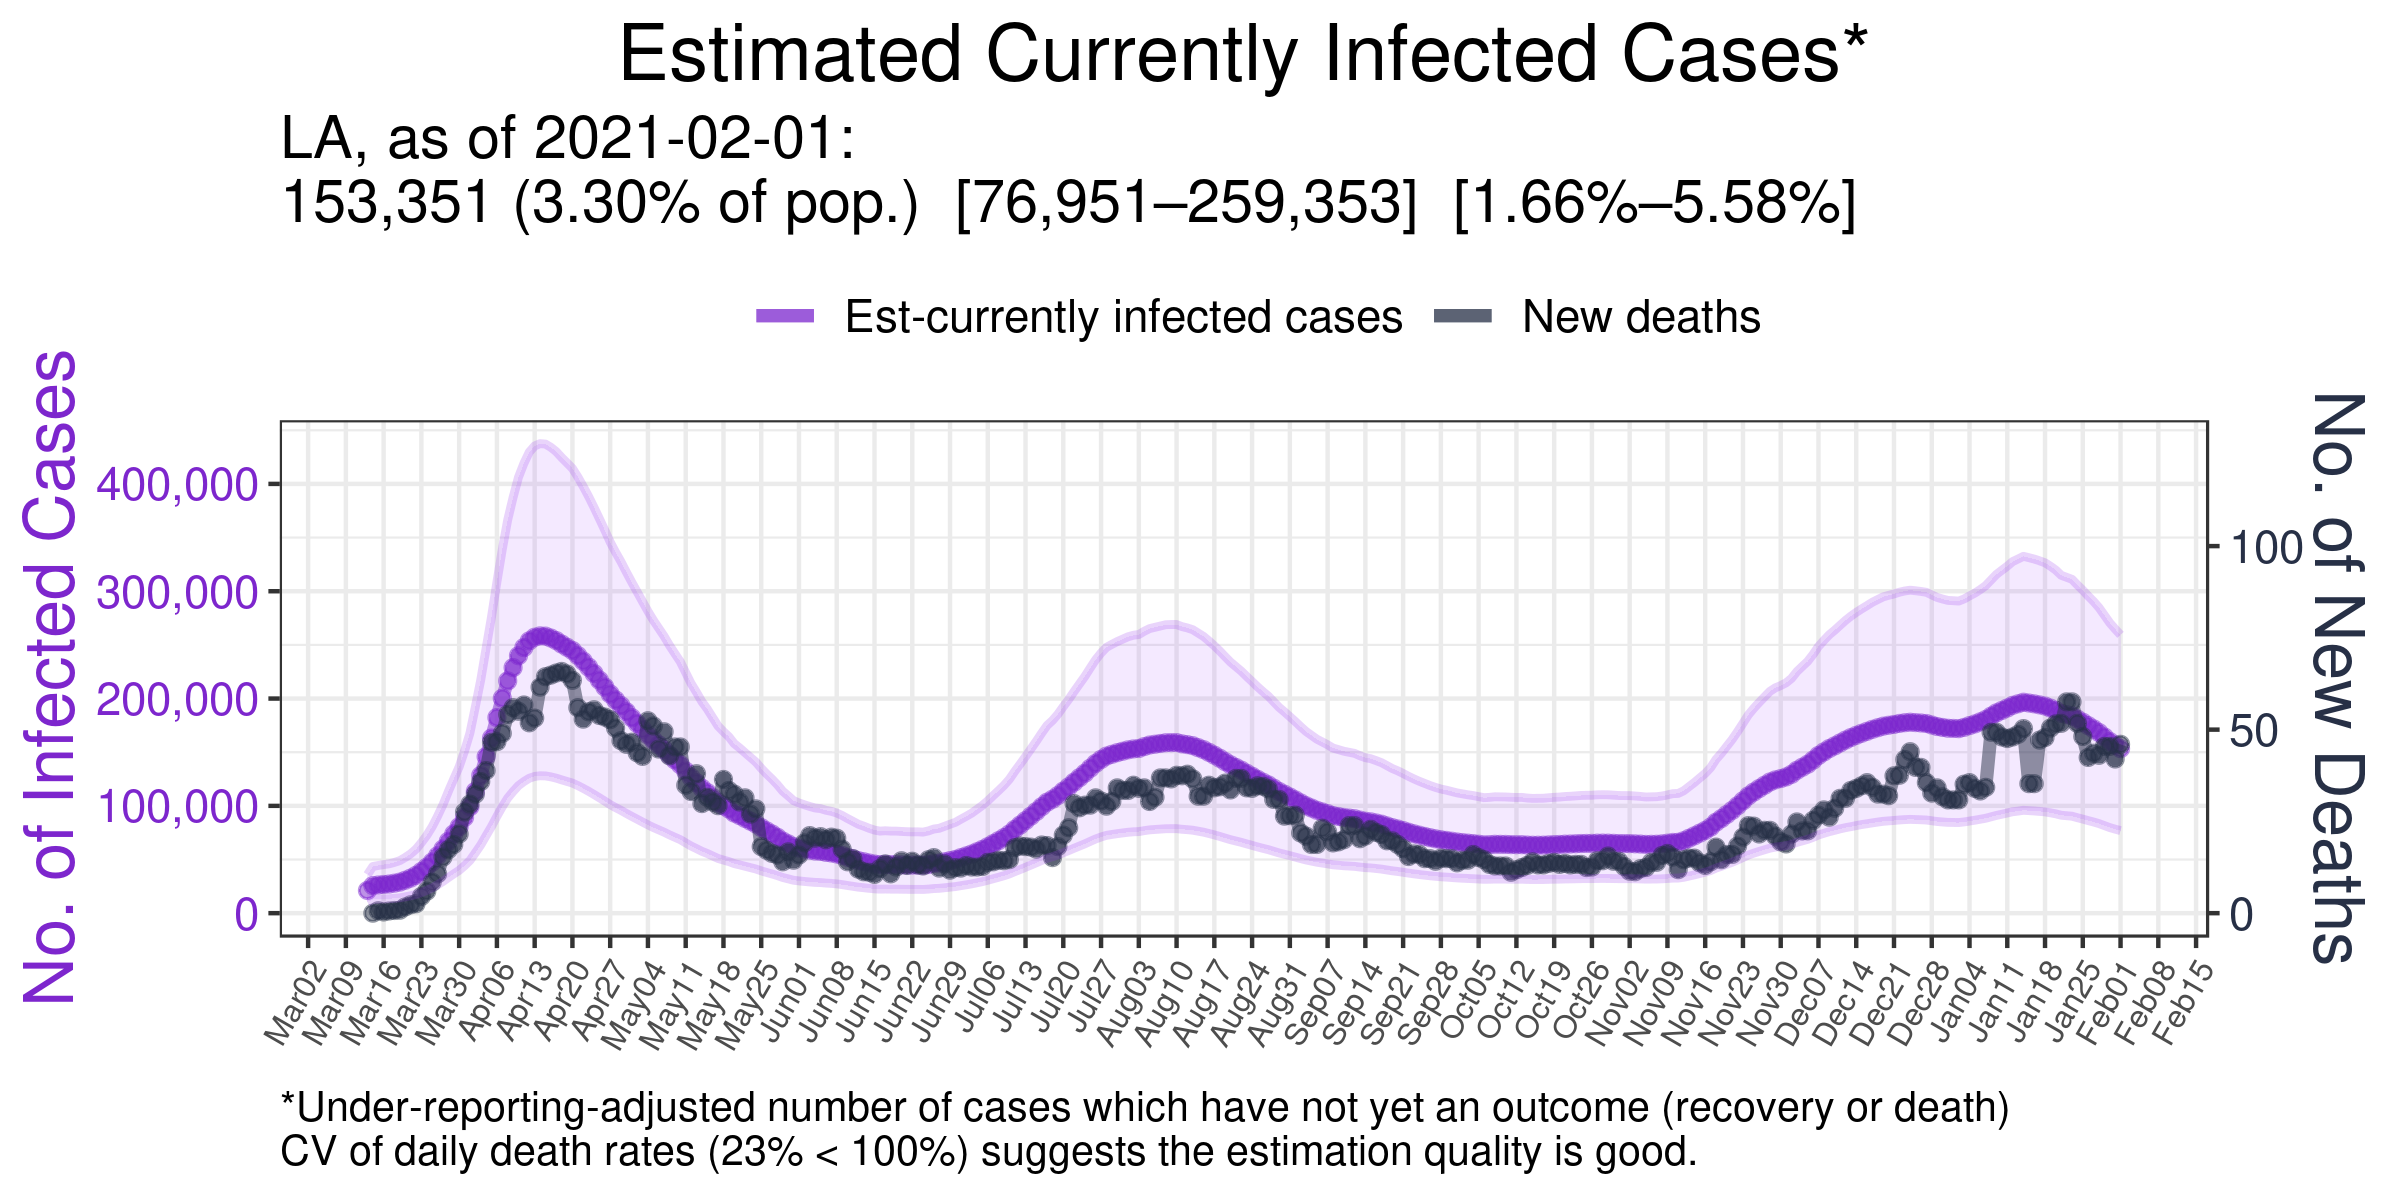 Estimated Currently Infected Cases*
LA, as of 2021-02-01:
153,351 (3.30% of pop.) [76,951–259,353] [1.66%–5.58%]
Est-currently infected cases New deaths
No. of Infected Cases
400,000
300,000
200,000
100,000
0
100
50
0
No. of New Deaths
Mar02 Mar09 Mar16 Mar23 Mar30 Apr06 Apr13 Apr20 Apr27 May04 May11 May18 May25 Jun01 Jun08 Jun15 Jun22 Jun29 Jul06 Jul13 Jul20 Jul27 Aug03 Aug10 Aug17 Aug24 Aug31 Sep07 Sep14 Sep21 Sep28 Oct05 Oct12 Oct19 Oct26 Nov02 Nov09 Nov16 Nov23 Nov30 Dec07 Dec14 Dec21 Dec28 Jan04 Jan11 Jan18 Jan25 Feb01 Feb08 Feb15
*Under-reporting-adjusted number of cases which have not yet an outcome (recovery or death)
CV of daily death rates (23% < 100%) suggests the estimation quality is good.